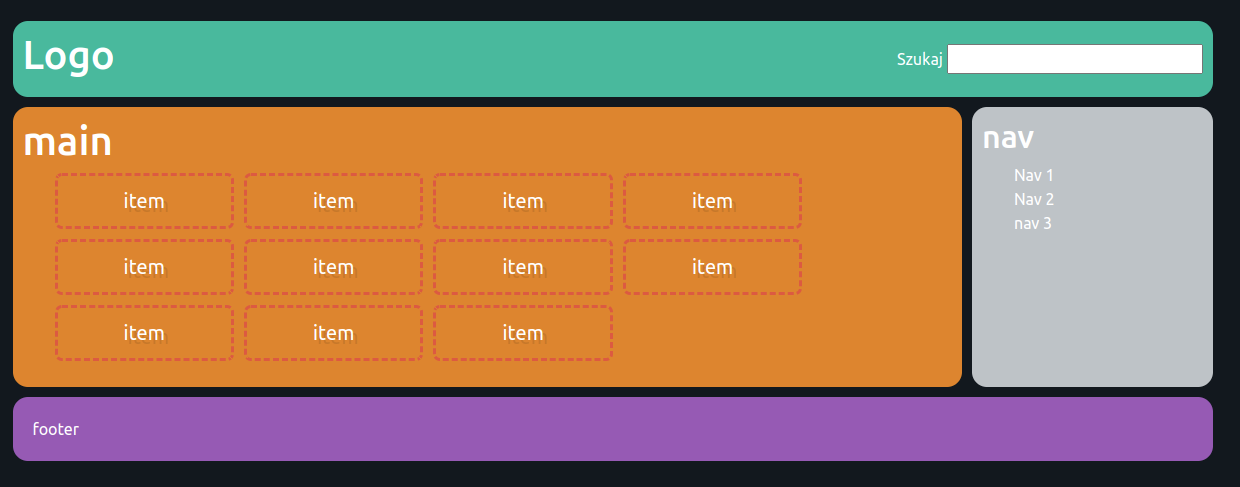 Logo
Szukaj
main
item item item item
item item item item
item item item
nav
Nav 1
Nav 2
nav 3
footer